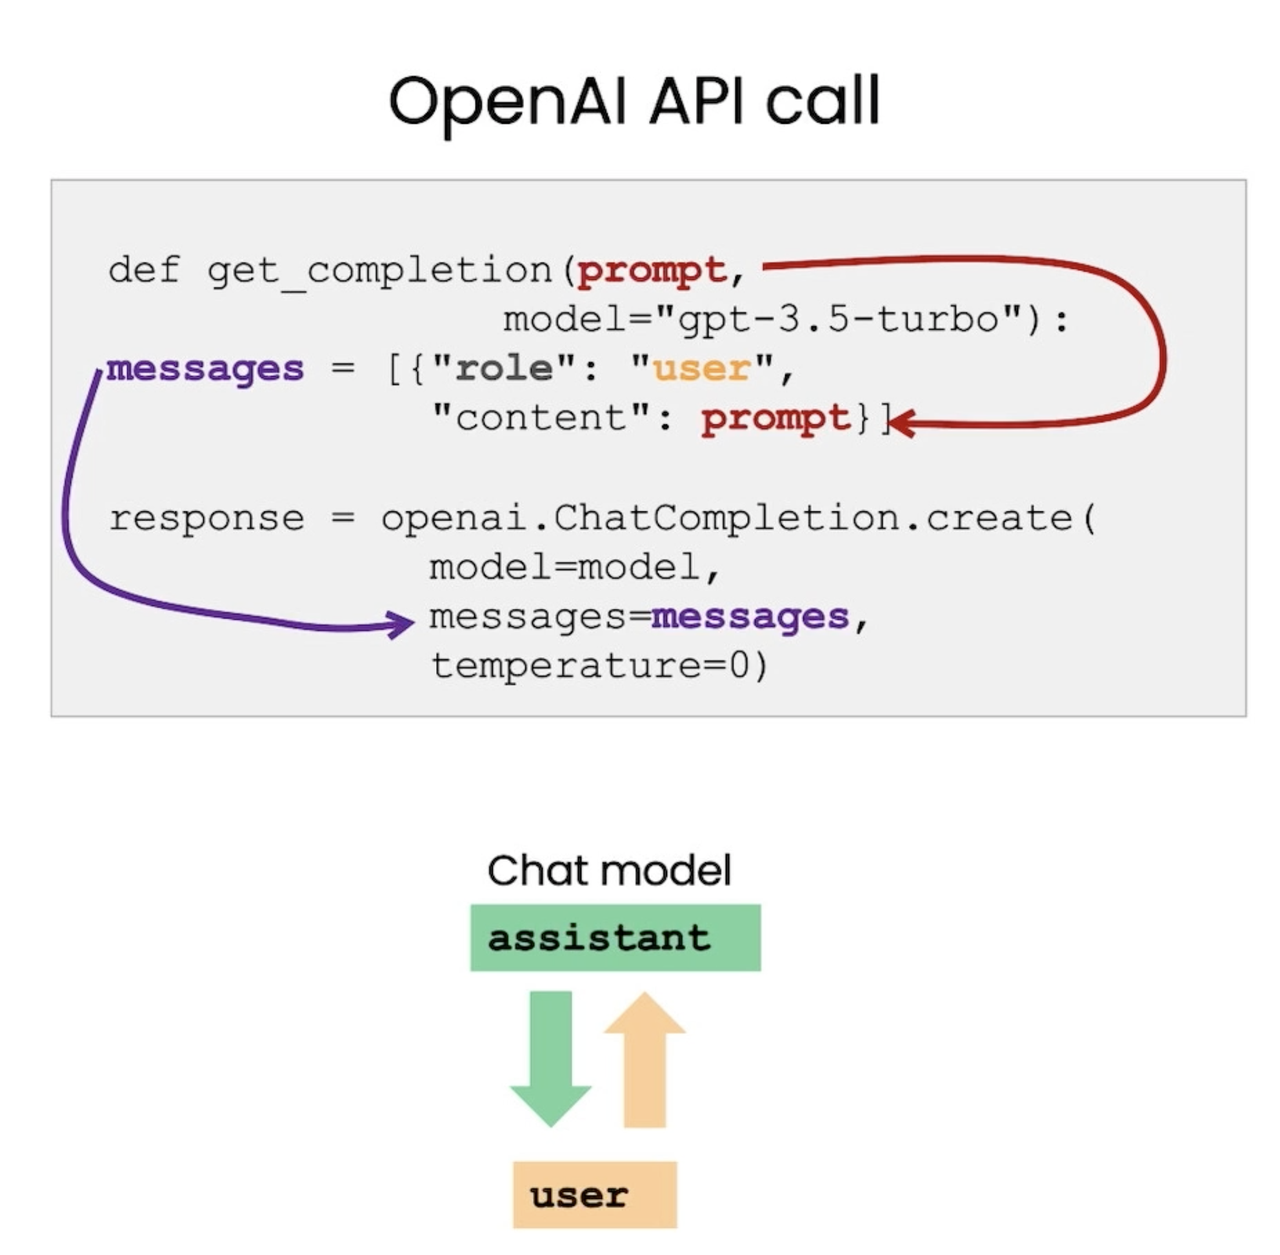 OpenAI API call
def get_completion(prompt,
model="gpt-3.5-turbo"):
messages = [{"role": "user",
"content": prompt}]
response = openai.ChatCompletion.create(
model=model,
messages=messages,
temperature=0)
Chat model
assistant
user